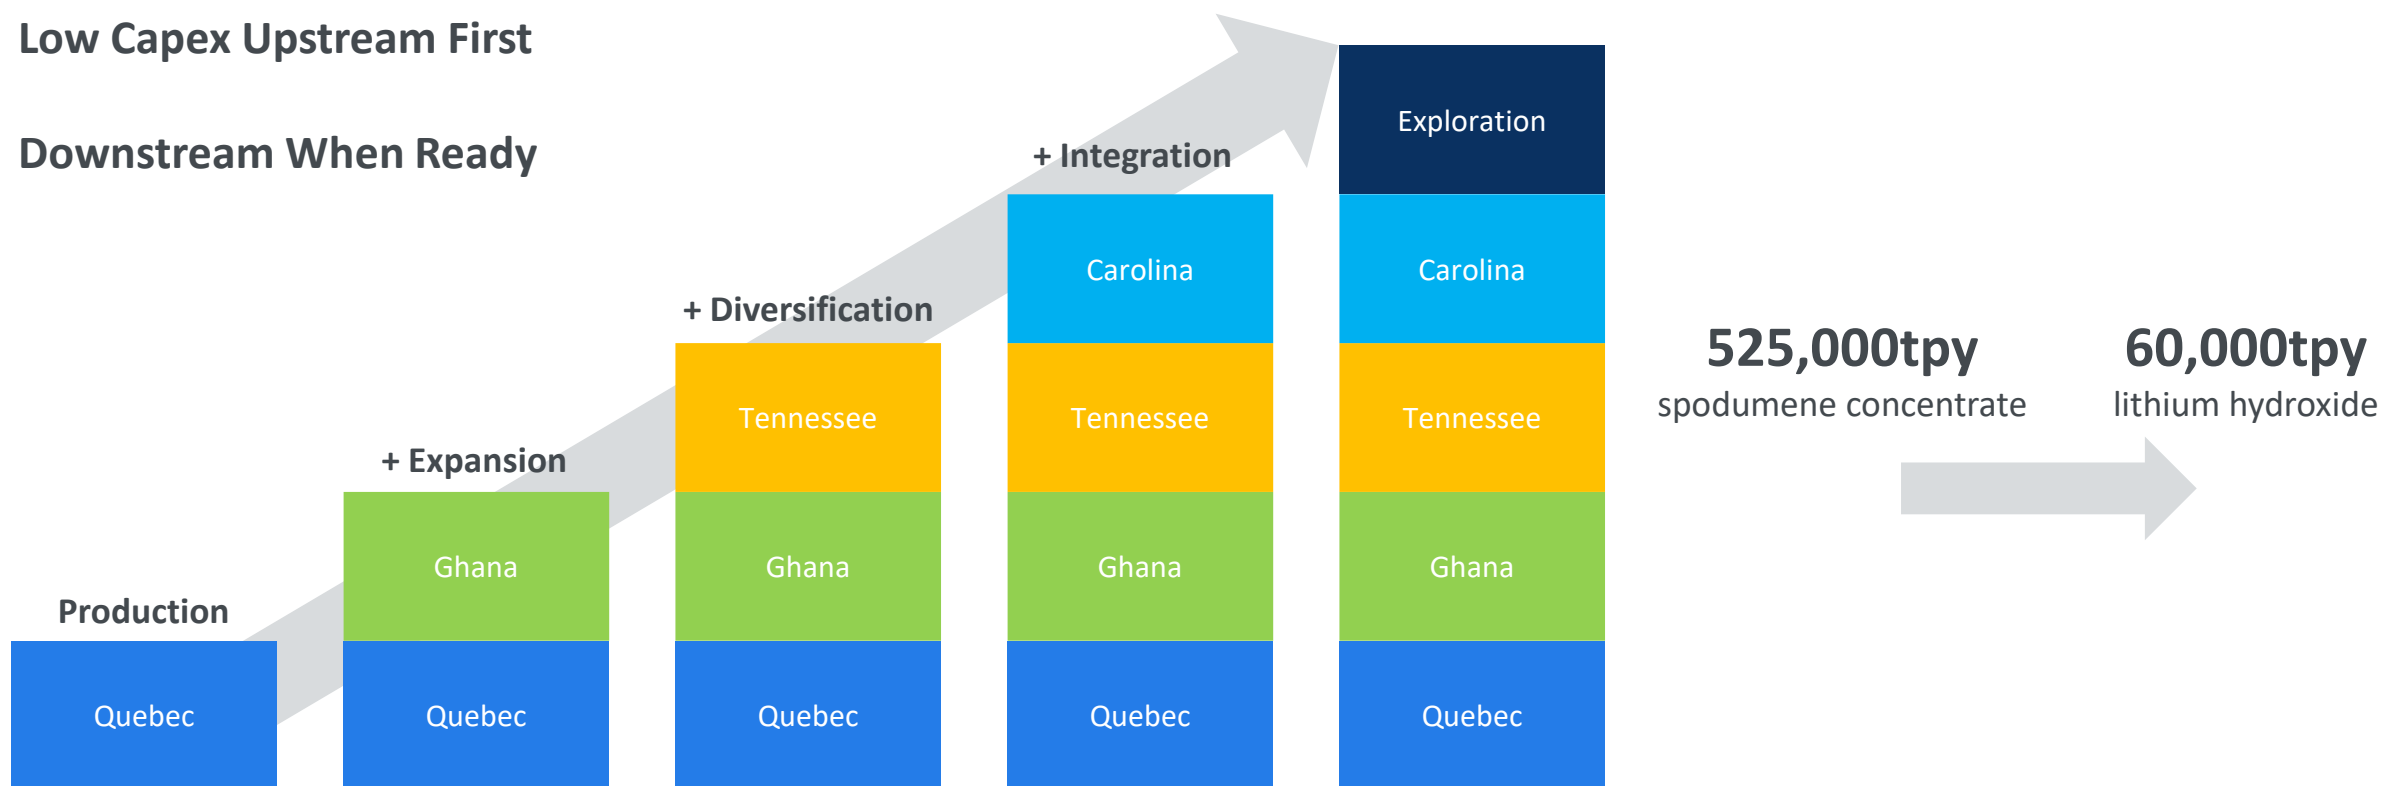 Low Capex Upstream First
Downstream When Ready
Production
Quebec
+ Expansion
Ghana
Quebec
+ Diversification
Tennessee
Ghana
Quebec
+ Integration
Carolina
Tennessee
Ghana
Quebec
Exploration
Carolina
Tennessee
Ghana
Quebec
525,000tpy
spodumene concentrate
60,000tpy
lithium hydroxide